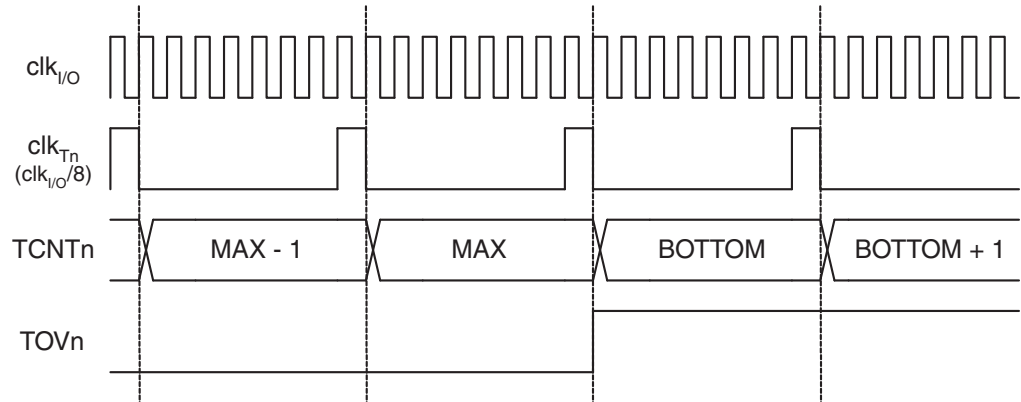 clkI/O
clkTn
(clkI/O/8)
TCNTn MAX - 1 MAX BOTTOM BOTTOM + 1
TOVn